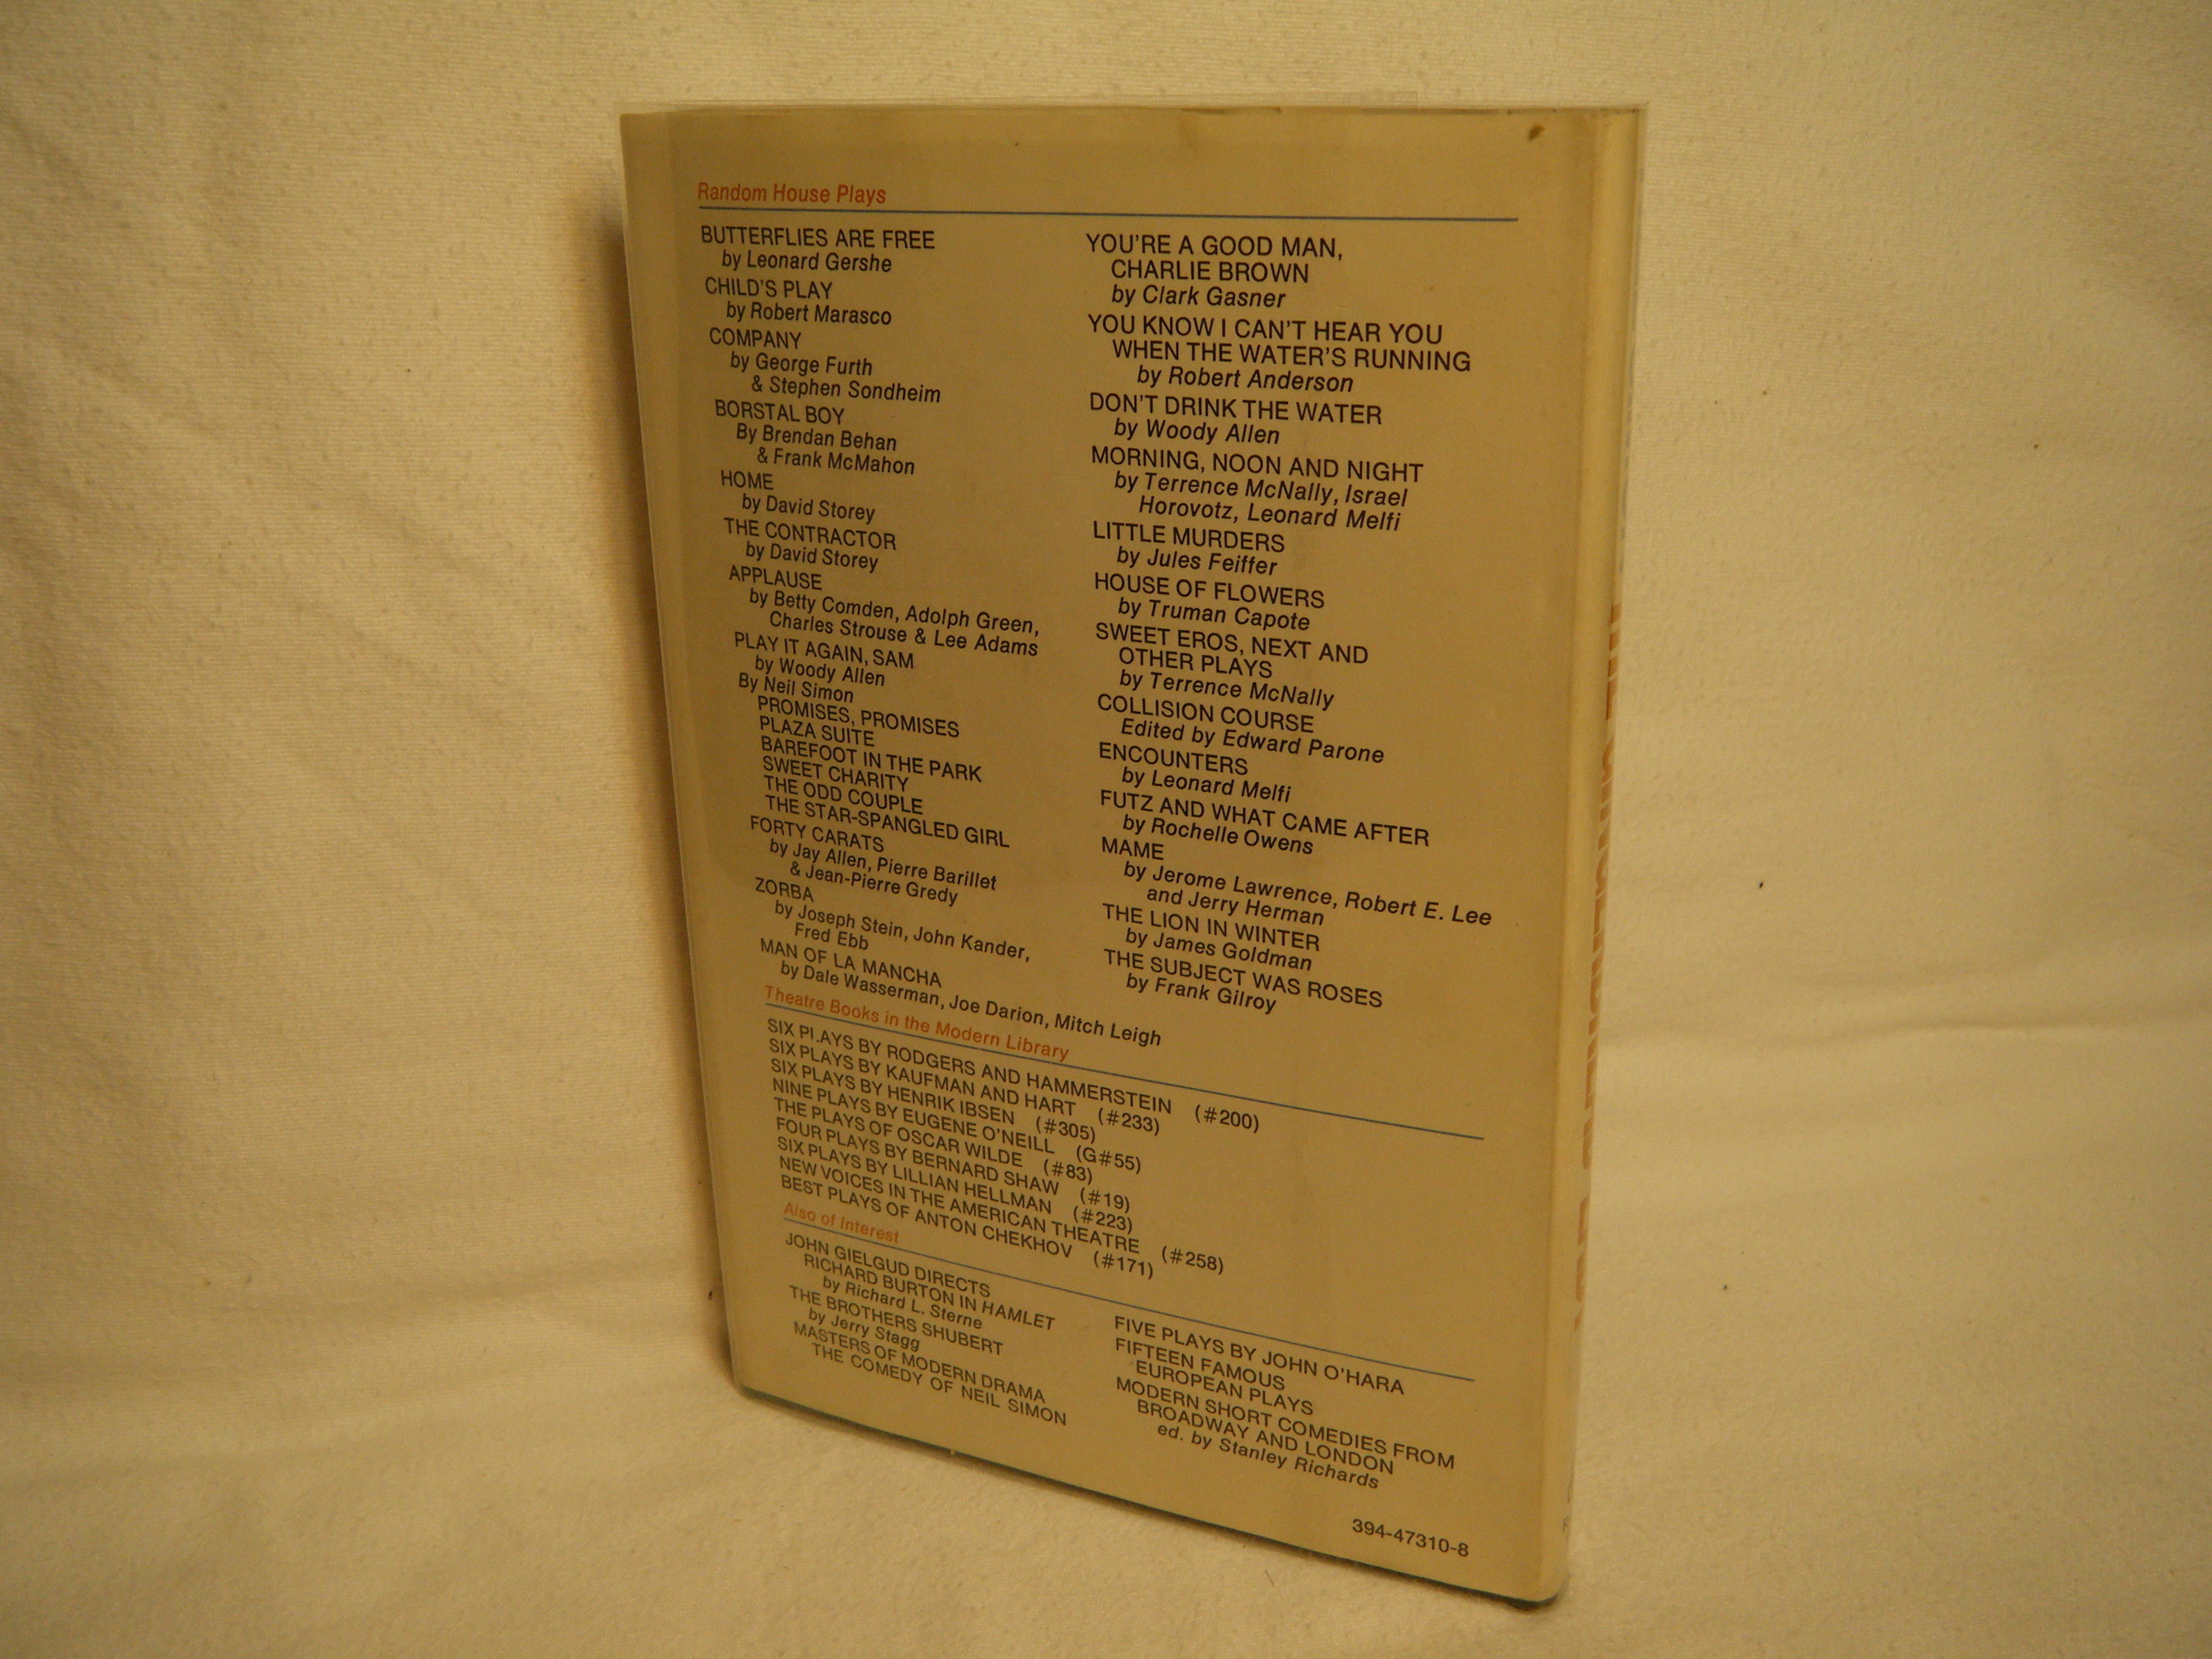 Random House Plays
BUTTERFLIES ARE FREE
by Leonard Gershe
CHILD'S PLAY
by Robert Marasco
COMPANY
by George Furth
& Stephen Sondheim
BORSTAL BOY
By Brendan Behan
& Frank McMahon
HOME
by David Storey
THE CONTRACTOR
by David Storey
APPLAUSE
by Betty Comden, Adolph Green,
Charles Strouse & Lee Adams
PLAY IT AGAIN, SAM
by Woody Allen
By Neil Simon
PROMISES, PROMISES
PLAZA SUITE
BAREFOOT IN THE PARK
SWEET CHARITY
THE ODD COUPLE
THE STAR-SPANGLED GIRL
FORTY CARATS
by Jay Allen, Pierre Barillet
& Jean-Pierre Gredy
ZORBA
by Joseph Stein, John Kander,
Fred Ebb
MAN OF LA MANCHA
by Dale Wasserman, Joe Darion, Mitch Leigh
YOU'RE A GOOD MAN,
CHARLIE BROWN
by Clark Gasner
YOU KNOW I CAN'T HEAR YOU
WHEN THE WATER'S RUNNING
by Robert Anderson
DON'T DRINK THE WATER
by Woody Allen
MORNING, NOON AND NIGHT
by Terrence McNally, Israel
Horovotz, Leonard Melfi
LITTLE MURDERS
by Jules Feiffer
HOUSE OF FLOWERS
by Truman Capote
SWEET EROS, NEXT AND
OTHER PLAYS
by Terrence McNally
COLLISION COURSE
Edited by Edward Parone
ENCOUNTERS
by Leonard Melfi
FUTZ AND WHAT CAME AFTER
by Rochelle Owens
MAME
by Jerome Lawrence, Robert E. Lee
and Jerry Herman
THE LION IN WINTER
by James Goldman
THE SUBJECT WAS ROSES
by Frank Gilroy
Theatre Books in the Modern Library
SIX PLAYS BY RODGERS AND HAMMERSTEIN (#200)
SIX PLAYS BY KAUFMAN AND HART (#233)
SIX PLAYS BY HENRIK IBSEN (#305)
NINE PLAYS BY EUGENE O'NEILL (G#55)
THE PLAYS OF OSCAR WILDE (#83)
FOUR PLAYS BY BERNARD SHAW (#19)
SIX PLAYS BY LILLIAN HELLMAN (#223)
NEW VOICES IN THE AMERICAN THEATRE (#258)
BEST PLAYS OF ANTON CHEKHOV (#171)
Also of Interest
JOHN GIELGUD DIRECTS
RICHARD BURTON IN HAMLET
by Richard L. Sterne
THE BROTHERS SHUBERT
by Jerry Stagg
MASTERS OF MODERN DRAMA
THE COMEDY OF NEIL SIMON
FIVE PLAYS BY JOHN O'HARA
FIFTEEN FAMOUS
EUROPEAN PLAYS
MODERN SHORT COMEDIES FROM
BROADWAY AND LONDON
ed. by Stanley Richards
394-47310-8